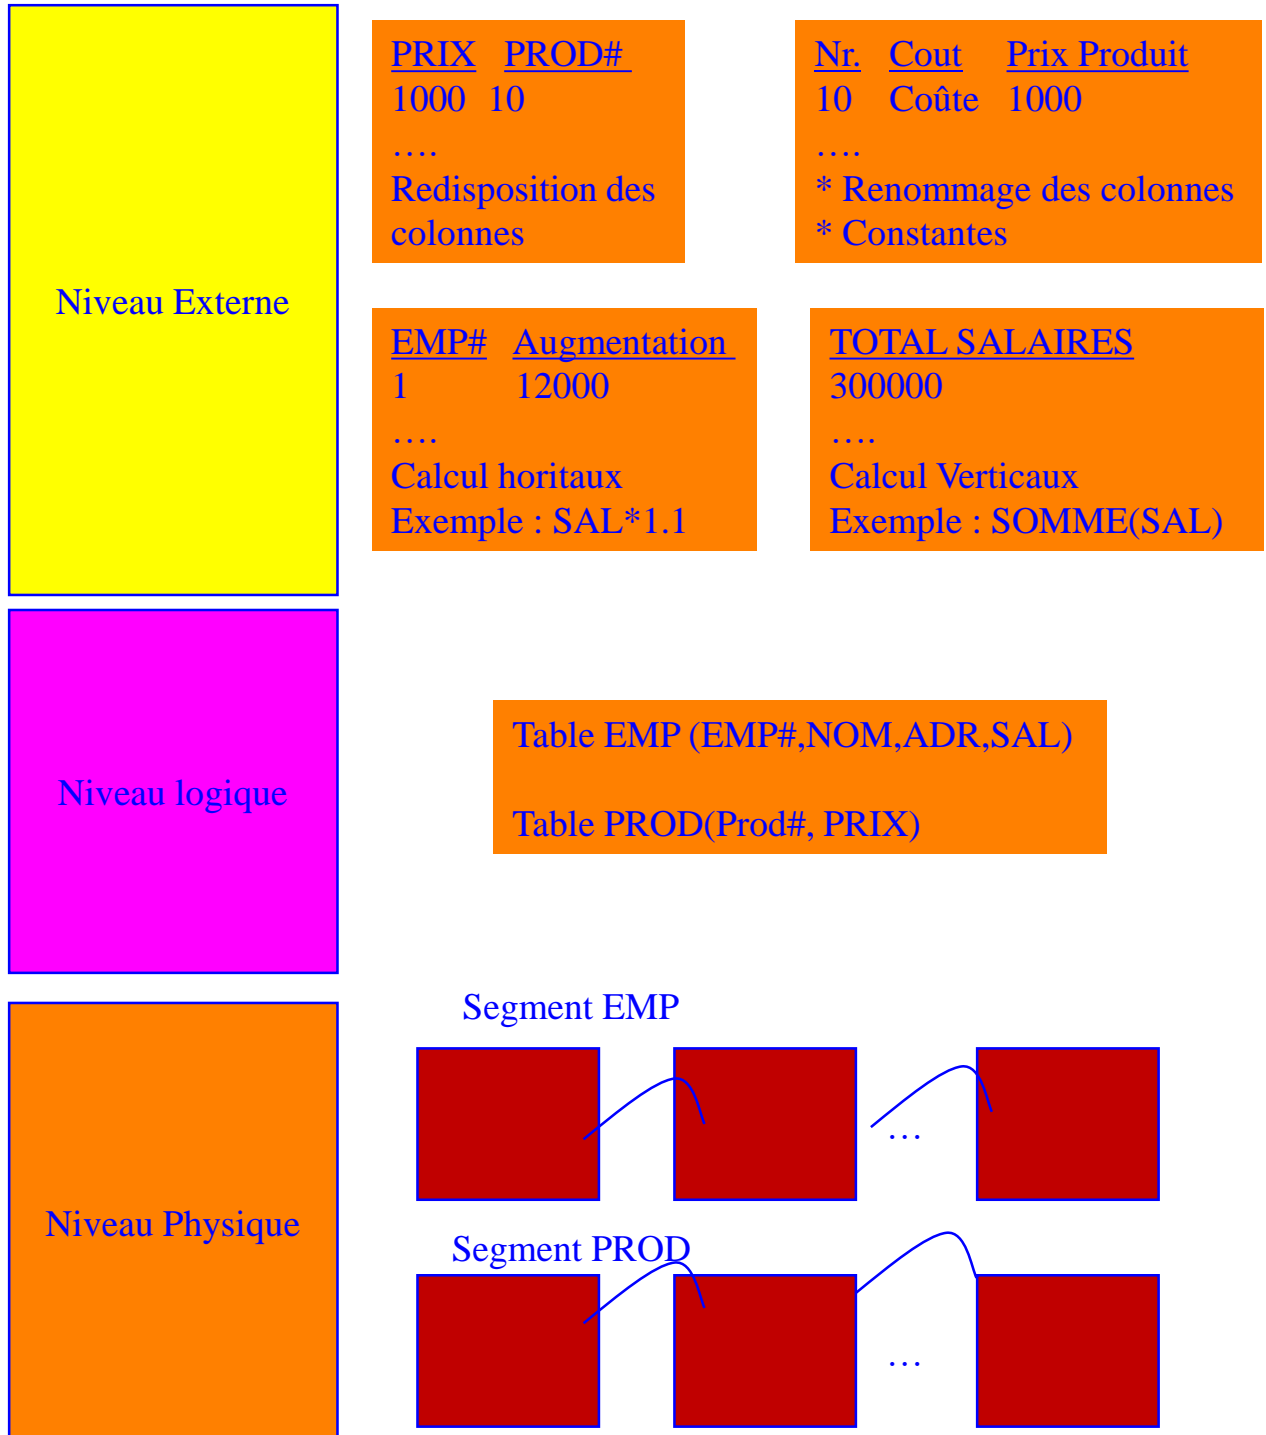 Niveau Externe
PRIX PROD#
1000 10
….
Redisposition des
colonnes
Nr. Cout Prix Produit
10 Coûte 1000
….
* Renommage des colonnes
* Constantes
EMP# Augmentation
1 12000
….
Calcul horitaux
Exemple : SAL*1.1
TOTAL SALAIRES
300000
….
Calcul Verticaux
Exemple : SOMME(SAL)
Niveau logique
Table EMP (EMP#,NOM,ADR,SAL)
Table PROD(Prod#, PRIX)
Niveau Physique
Segment EMP
…
Segment PROD
…